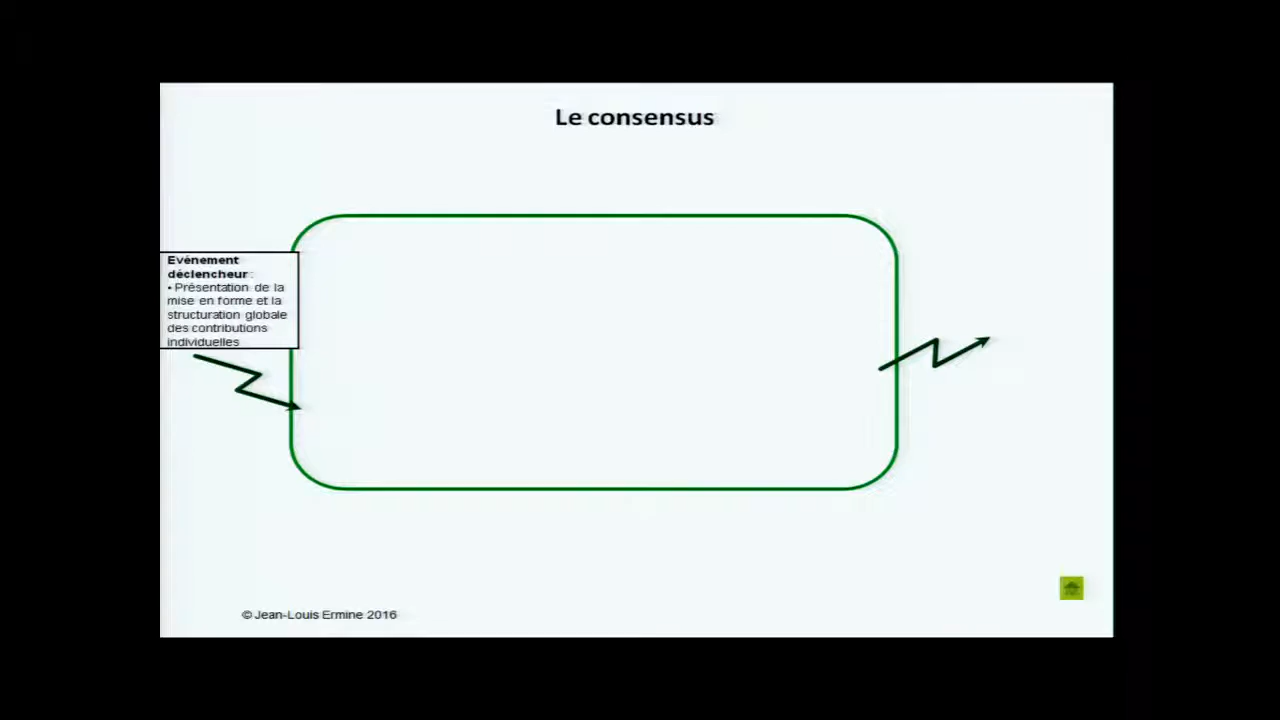 Le consensus
Evénement
déclencheur :
• Présentation de la
mise en forme et la
structuration globale
des contributions
individuelles
© Jean-Louis Ermine 2016